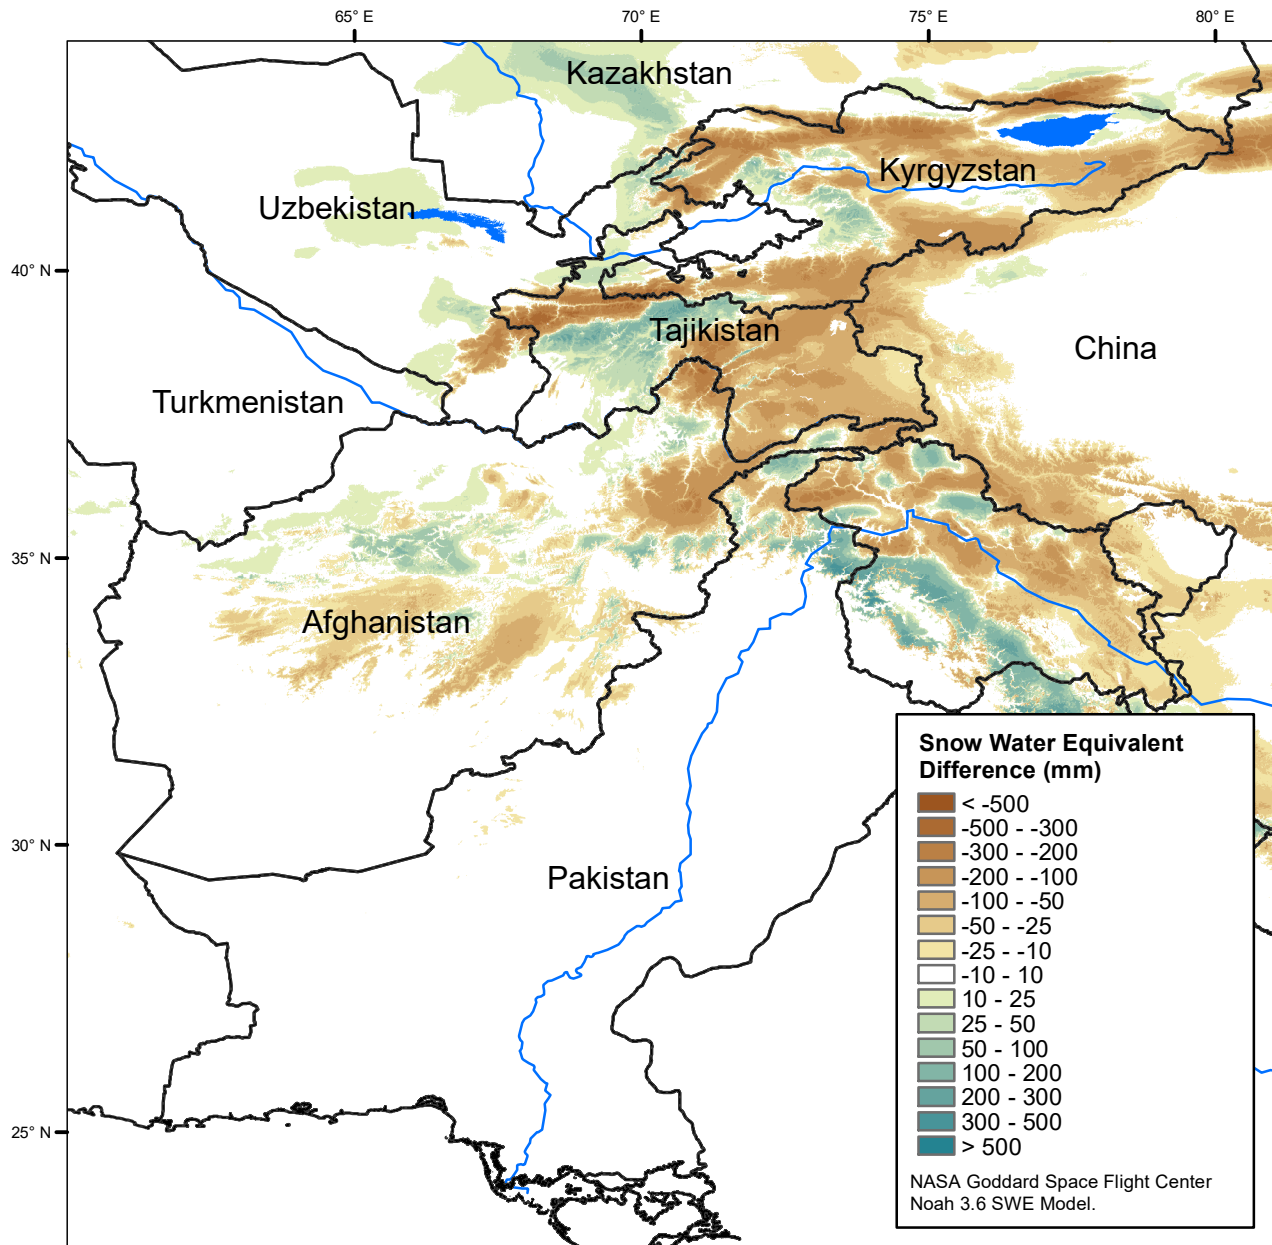 65° E
70° E
75° E
80° E
Kazakhstan
Kyrgyzstan
Uzbekistan
40° N
Tajikistan
China
Turkmenistan
35° N
Afghanistan
Snow Water Equivalent
Difference (mm)
< -500
-500 - -300
-300 - -200
-200 - -100
-100 - -50
-50 - -25
-25 - -10
-10 - 10
10 - 25
25 - 50
50 - 100
100 - 200
200 - 300
300 - 500
> 500
NASA Goddard Space Flight Center
Noah 3.6 SWE Model.
30° N
Pakistan
25° N